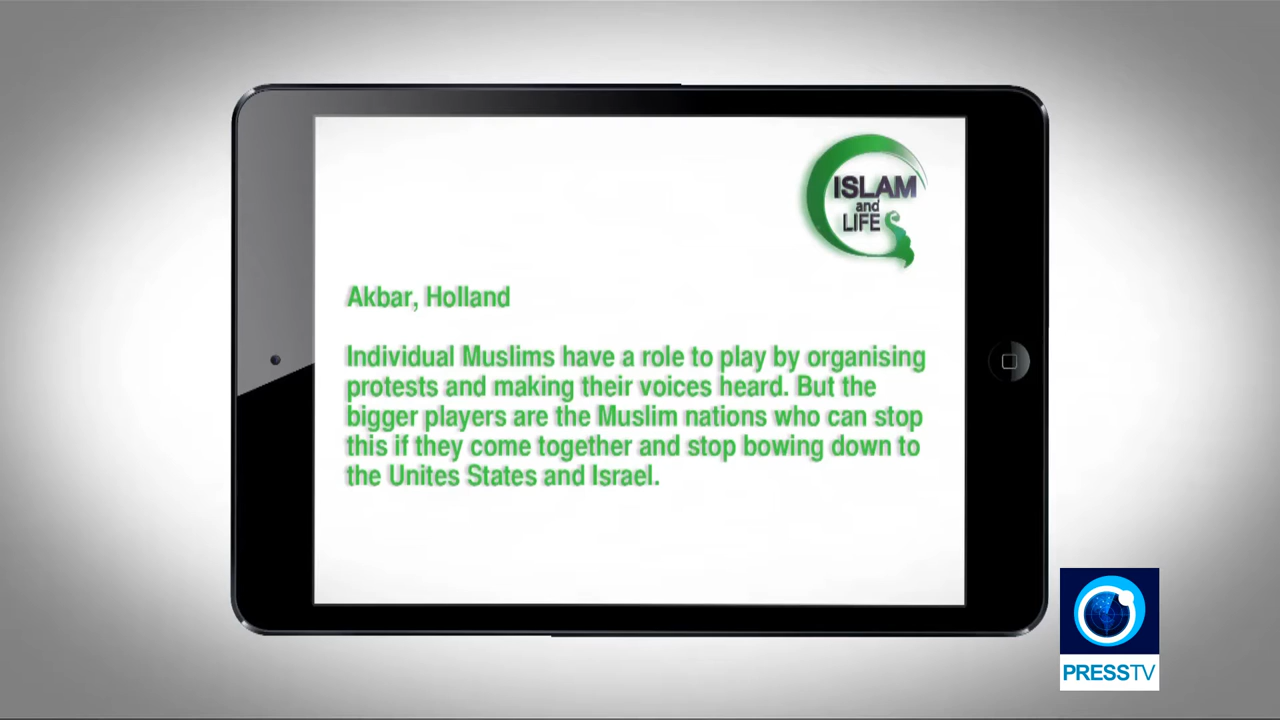 ISLAM
and
LIFE
Akbar, Holland
Individual Muslims have a role to play by organising
protests and making their voices heard. But the
bigger players are the Muslim nations who can stop
this if they come together and stop bowing down to
the Unites States and Israel.
PRESSTV